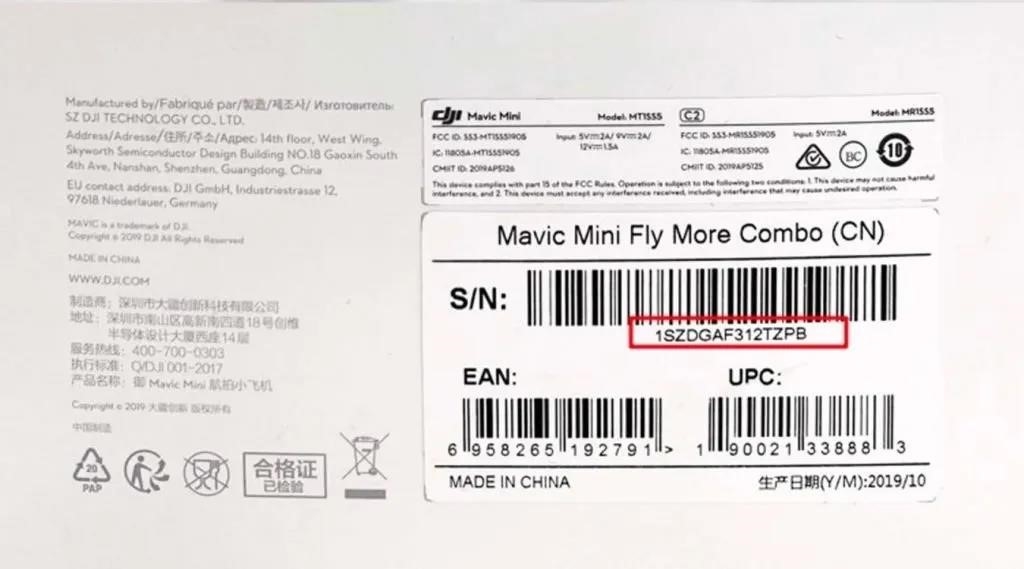 Manufactured by/Fabriqué par/製造/제조사/ Изготовитель:
SZ DJI TECHNOLOGY CO., LTD.
Address/Adresse/住所/주소/Адрес: 14th floor, West Wing,
Skyworth Semiconductor Design Building NO.18 Gaoxin South
4th Ave, Nanshan, Shenzhen, Guangdong, China
EU contact address: DJI GmbH, Industriestrasse 12,
97618 Niederlauer, Germany
MAVIC is a trademark of DJI.
Copyright © 2019 DJI All Rights Reserved
MADE IN CHINA
WWW.DJI.COM
制造商：深圳市大疆创新科技有限公司
地址：深圳市南山区高新南四道18号创维
半导体设计大厦西座14层
服务热线：400-700-0303
执行标准：Q/DJI 001-2017
产品名称：御 Mavic Mini 航拍小飞机
Copyright © 2019 大疆创新 版权所有
中国制造
20
PAP
合格证
已检验
dji Mavic Mini Model: MT1SS5
FCC ID: SS3-MT1SS51905 Input: 5V⎓2A/ 9V⎓2A/
12V⎓1.5A
IC: 11805A-MT1SS51905
CMIIT ID: 2019AP5126
C2 Model: MR1SS5
FCC ID: SS3-MR1SS51905 Input: 5V⎓2A
IC: 11805A-MR1SS51905
CMIIT ID: 2019AP5125
BC
10
This device complies with part 15 of the FCC Rules. Operation is subject to the following two conditions: 1. This device may not cause harmful
interference, and 2. This device must accept any interference received, including interference that may cause undesired operation.
Mavic Mini Fly More Combo (CN)
S/N:
1SZDGAF312TZPB
EAN:
6 958265 192791 >
UPC:
1 90021 33888 3
MADE IN CHINA
生产日期(Y/M):2019/10